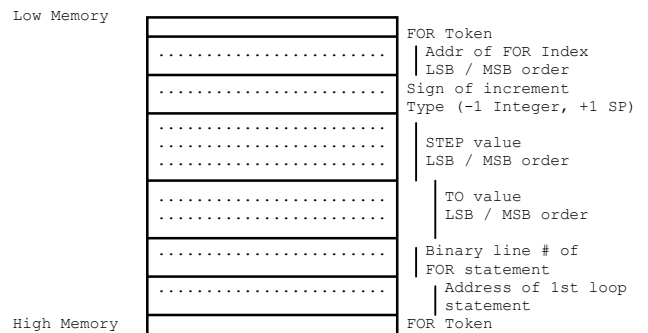 Low Memory
FOR Token
.........................
Addr of FOR Index
LSB / MSB order
.........................
Sign of increment
Type (-1 Integer, +1 SP)
.........................
.........................
.........................
STEP value
LSB / MSB order
.........................
.........................
TO value
LSB / MSB order
.........................
Binary line # of
FOR statement
.........................
Address of 1st loop
statement
High Memory
FOR Token